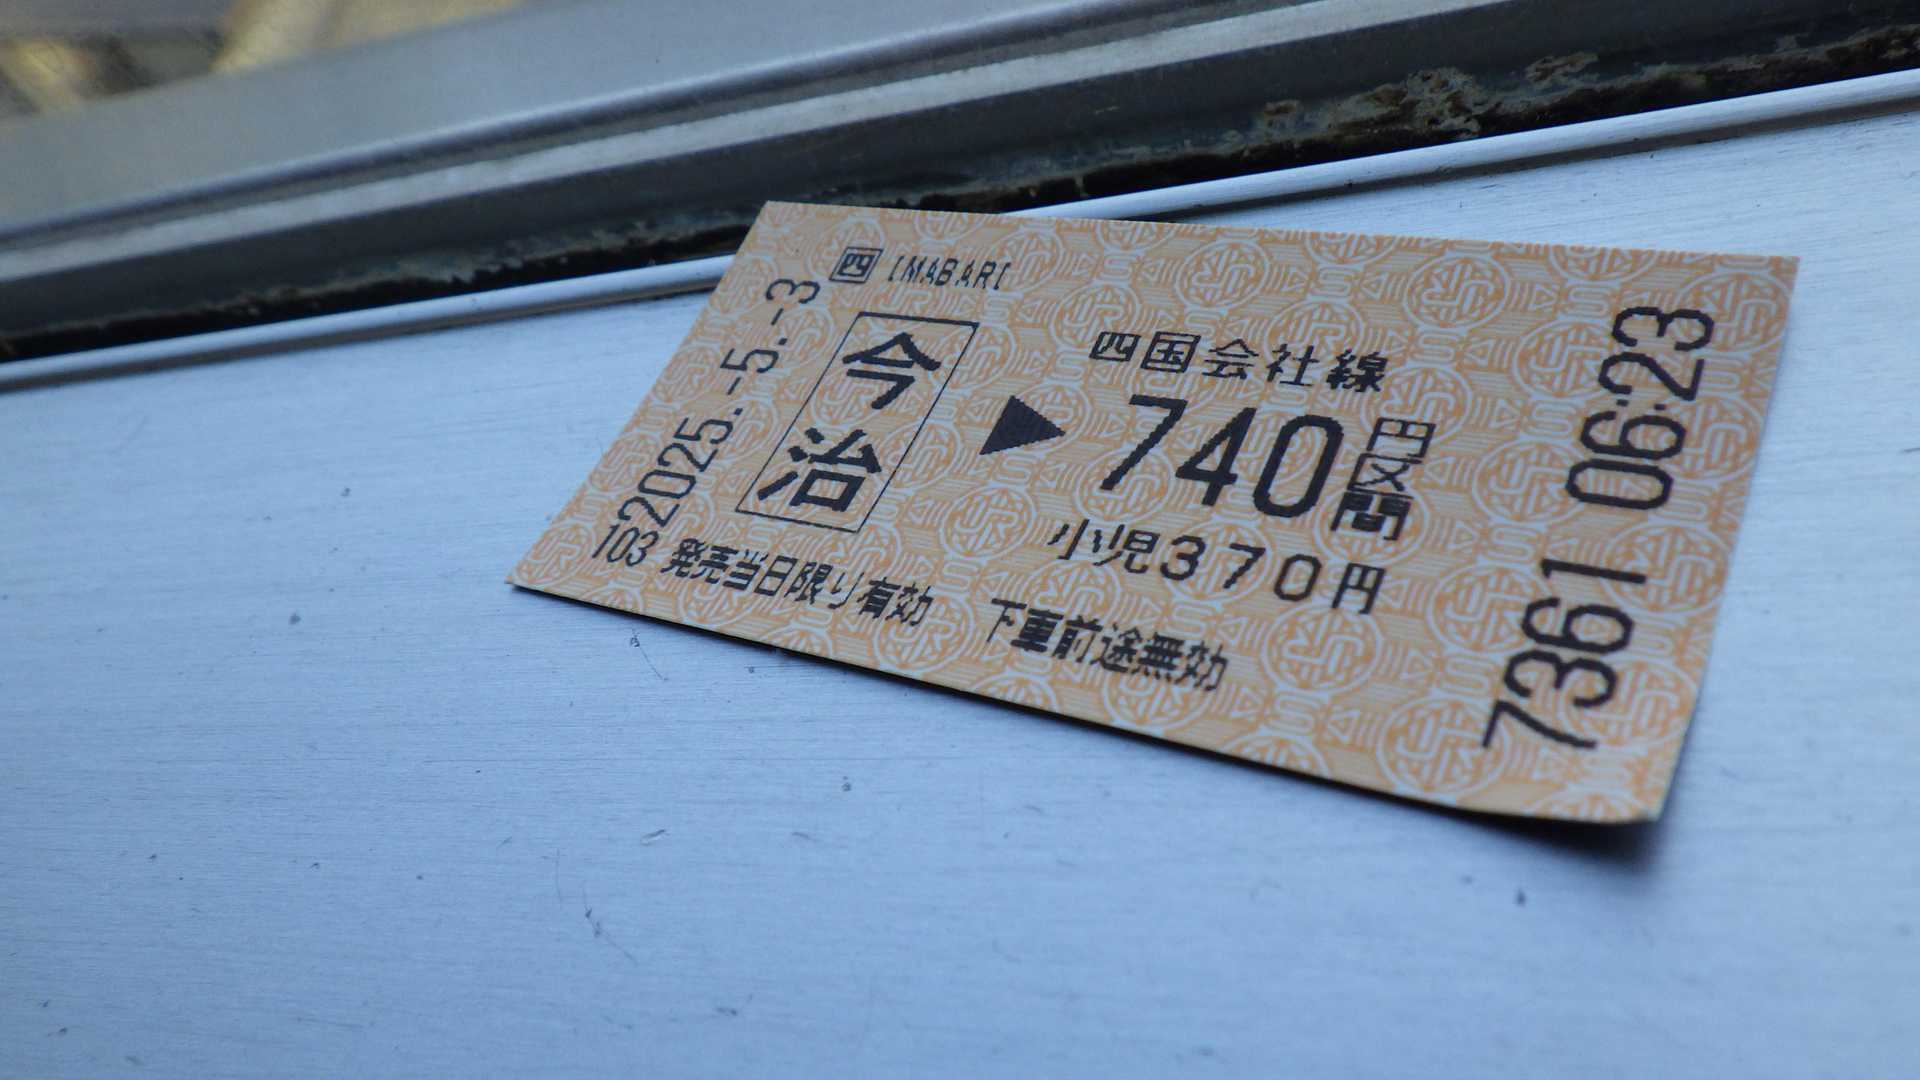 四 IMABARI
2025.-5.-3
今治
▶
四国会社線
740円区間
小児370円
-103 発売当日限り有効 下車前途無効
7361 06:23